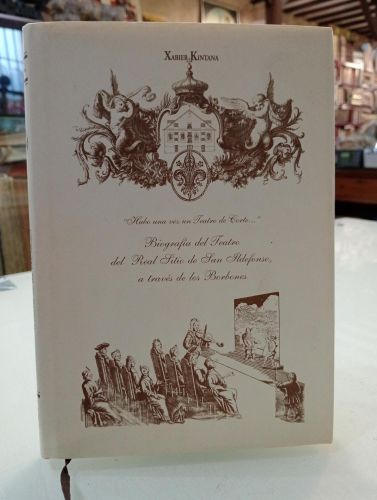 XABIER KINTANA
"Hubo una vez un Teatro de Corte..."
Biografía del Teatro
del Real Sitio de San Ildefonso,
a través de los Borbones